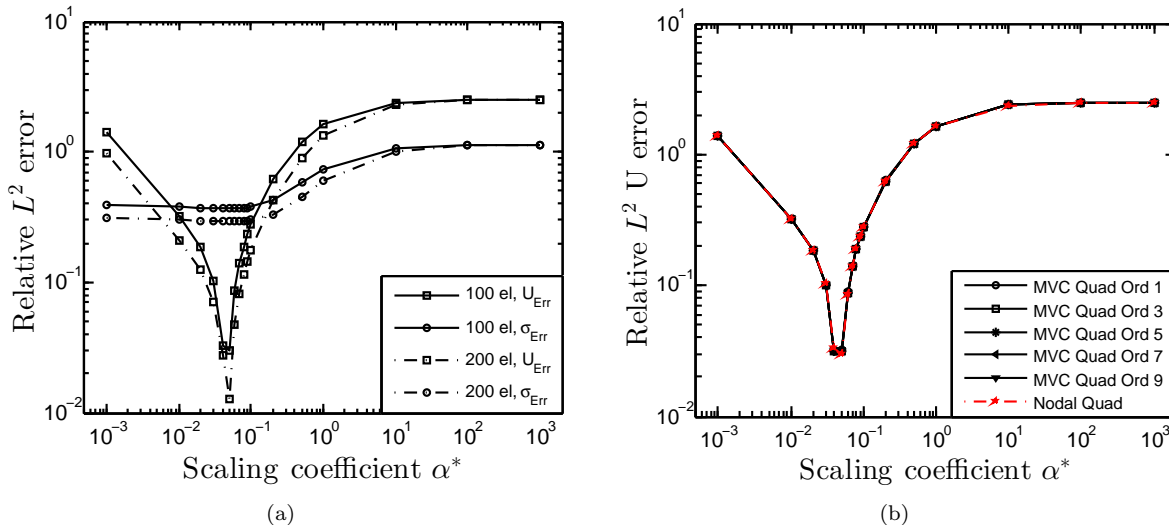 10^1
10^0
10^-1
10^-2
Relative L^2 error
10^-3 10^-2 10^-1 10^0 10^1 10^2 10^3
Scaling coefficient α*
100 el, U_Err
100 el, σ_Err
200 el, U_Err
200 el, σ_Err
(a)
10^1
10^0
10^-1
10^-2
Relative L^2 U error
10^-3 10^-2 10^-1 10^0 10^1 10^2 10^3
Scaling coefficient α*
MVC Quad Ord 1
MVC Quad Ord 3
MVC Quad Ord 5
MVC Quad Ord 7
MVC Quad Ord 9
Nodal Quad
(b)